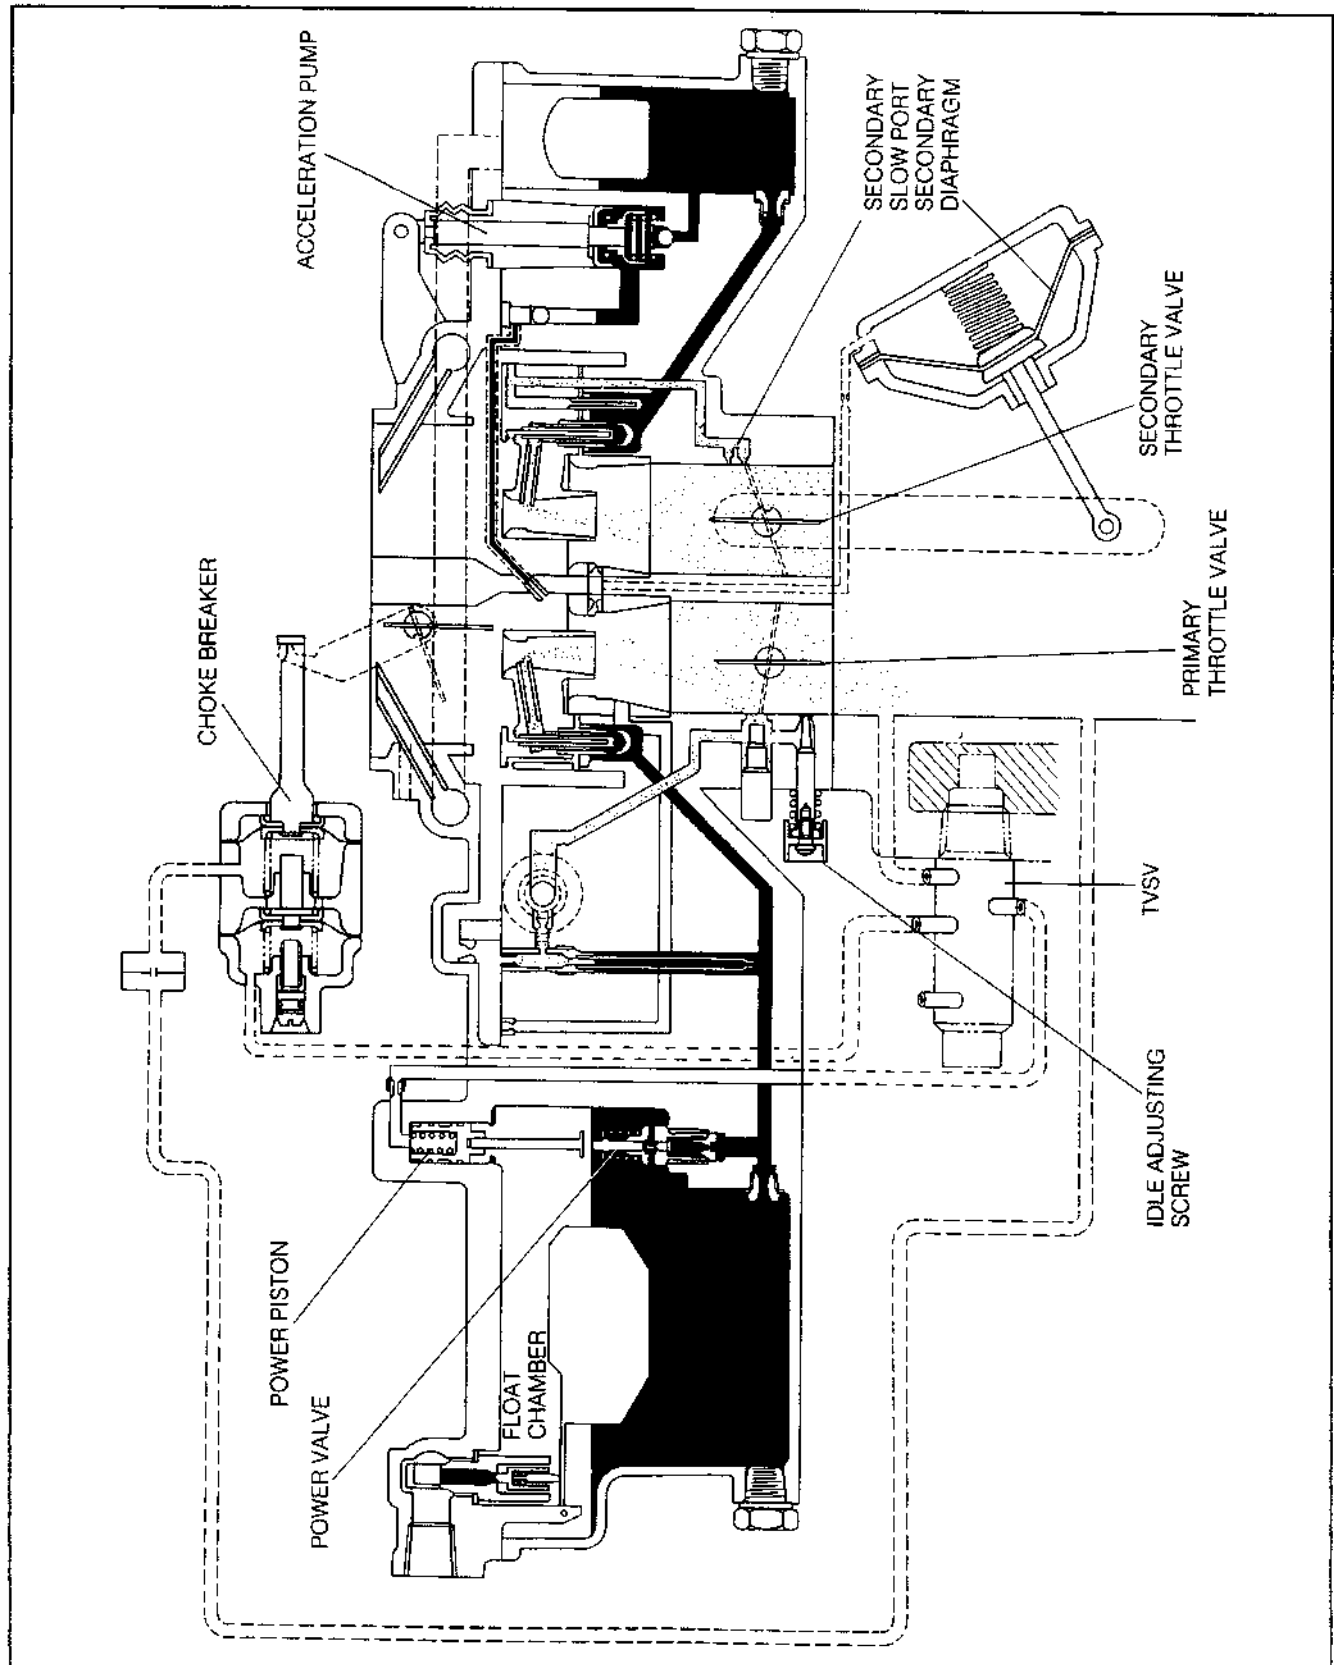 ACCELERATION PUMP
SECONDARY
SLOW PORT
SECONDARY
DIAPHRAGM
CHOKE BREAKER
SECONDARY
THROTTLE VALVE
PRIMARY
THROTTLE VALVE
TVSV
IDLE ADJUSTING
SCREW
POWER PISTON
POWER VALVE
FLOAT
CHAMBER